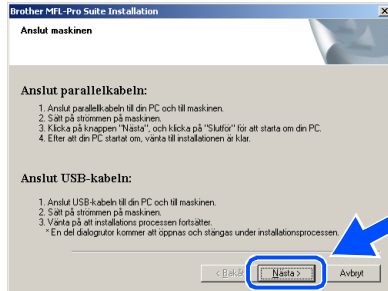 Brother MFL-Pro Suite Installation
Anslut maskinen
Anslut parallelkabeln:
1. Anslut parallellkabeln till din PC och till maskinen.
2. Sätt på strömmen på maskinen.
3. Klicka på knappen "Nästa", och klicka på "Slutför" för att starta om din PC.
4. Efter att din PC startat om, vänta till installationen är klar.
Anslut USB-kabeln:
1. Anslut USB-kabeln till din PC och till maskinen.
2. Sätt på strömmen på maskinen.
3. Vänta på att installations processen fortsätter.
* En del dialogrutor kommer att öppnas och stängas under installationsprocessen.
< Bakåt Nästa > Avbryt